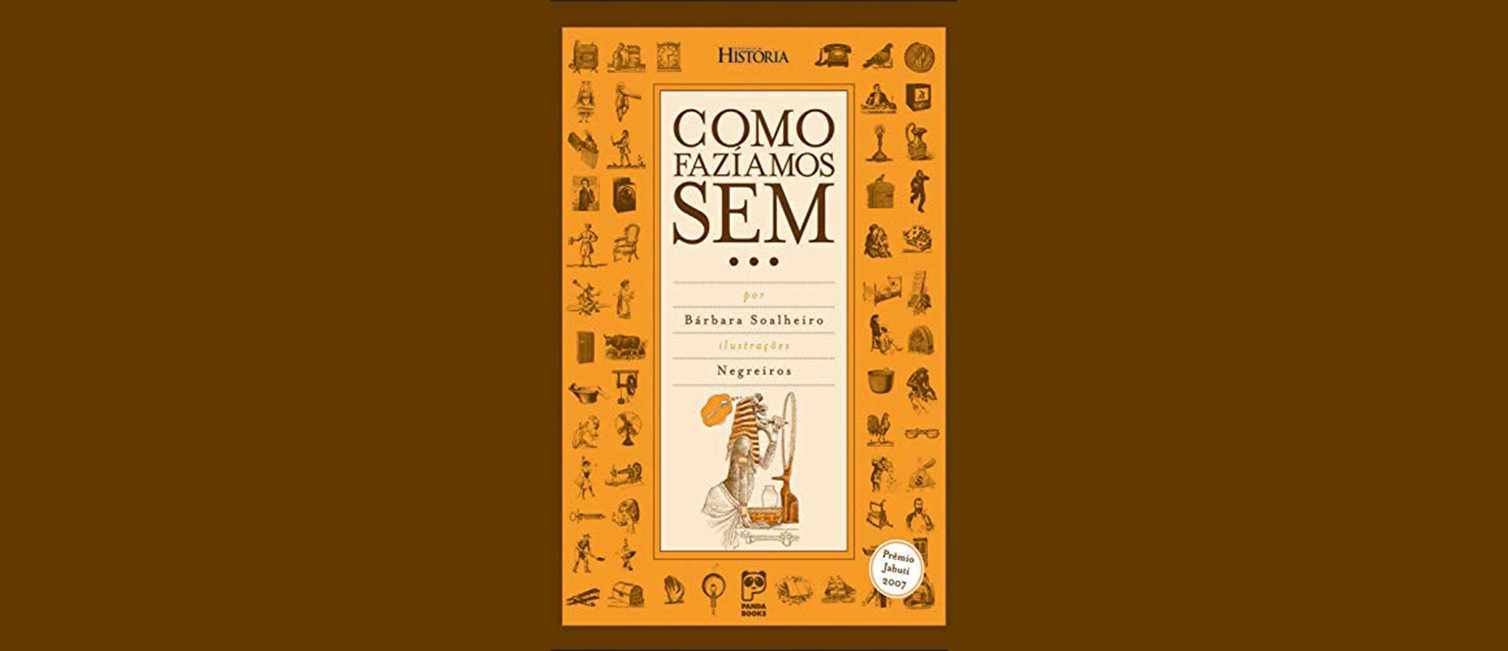 HISTÓRIA
COMO
FAZÍAMOS
SEM
...
por
Bárbara Soalheiro
ilustrações
Negreiros
Prêmio
Jabuti
2007
PANDA
BOOKS